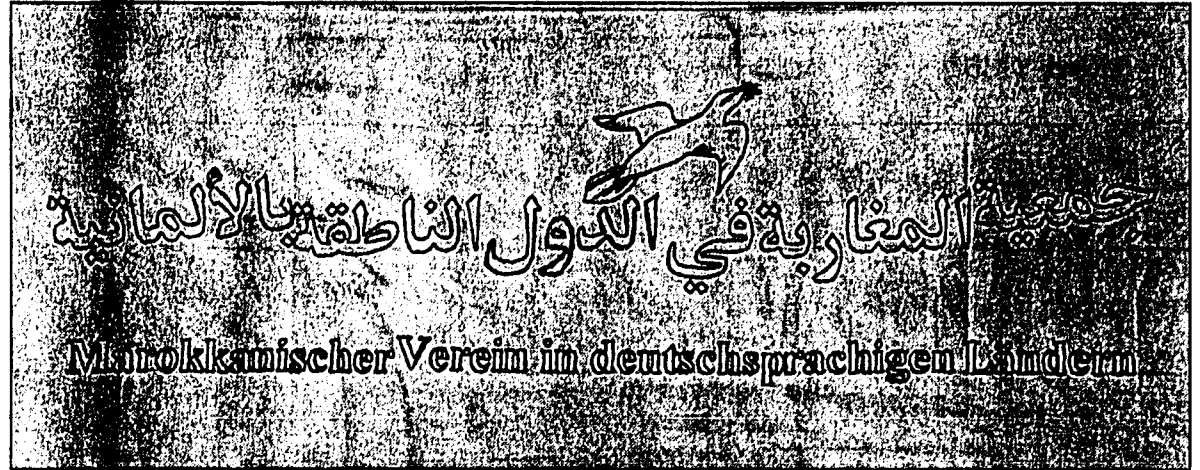 جمعية المغاربة في الدول الناطقة بالألمانية
Marokkanischer Verein in deutschsprachigen Ländern